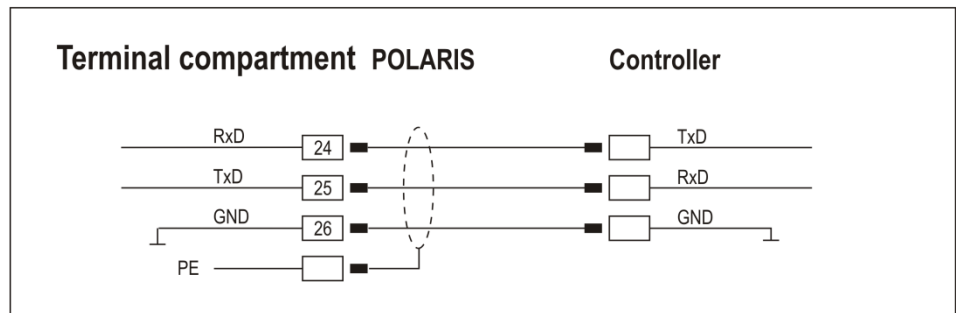 Terminal compartment POLARIS Controller
RxD 24 TxD
TxD 25 RxD
GND 26 GND
PE